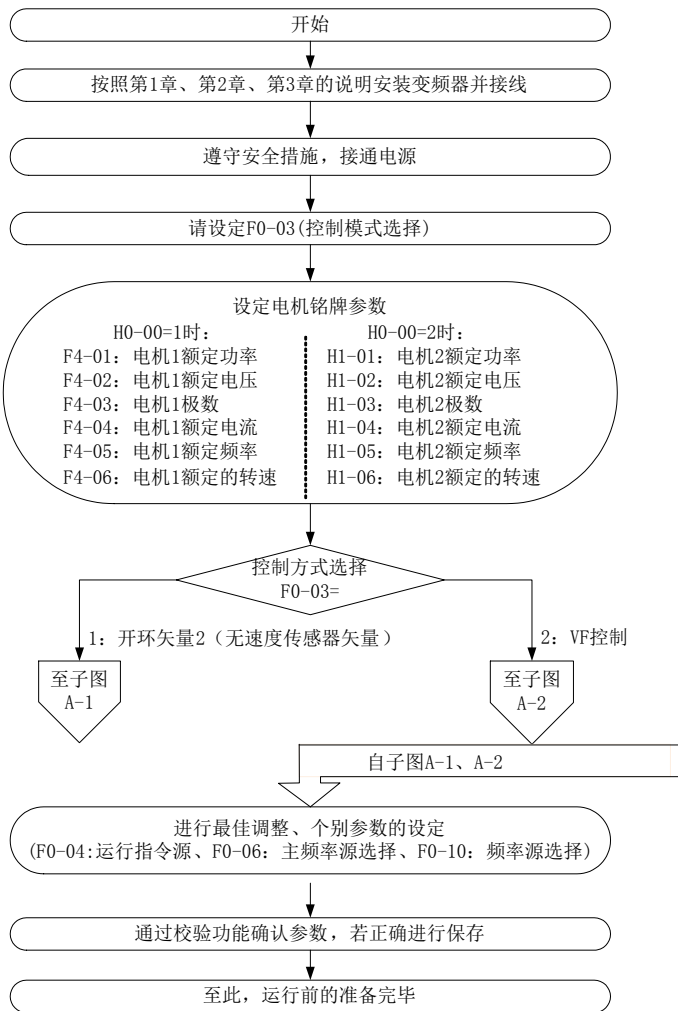 开始
按照第1章、第2章、第3章的说明安装变频器并接线
遵守安全措施，接通电源
请设定F0-03(控制模式选择)
设定电机铭牌参数
H0-00=1时：
F4-01：电机1额定功率
F4-02：电机1额定电压
F4-03：电机1极数
F4-04：电机1额定电流
F4-05：电机1额定频率
F4-06：电机1额定的转速
H0-00=2时：
H1-01：电机2额定功率
H1-02：电机2额定电压
H1-03：电机2极数
H1-04：电机2额定电流
H1-05：电机2额定频率
H1-06：电机2额定的转速
控制方式选择
F0-03=
1：开环矢量2（无速度传感器矢量）
2：VF控制
至子图
A-1
至子图
A-2
自子图A-1、A-2
进行最佳调整、个别参数的设定
(F0-04:运行指令源、F0-06：主频率源选择、F0-10：频率源选择)
通过校验功能确认参数，若正确进行保存
至此，运行前的准备完毕